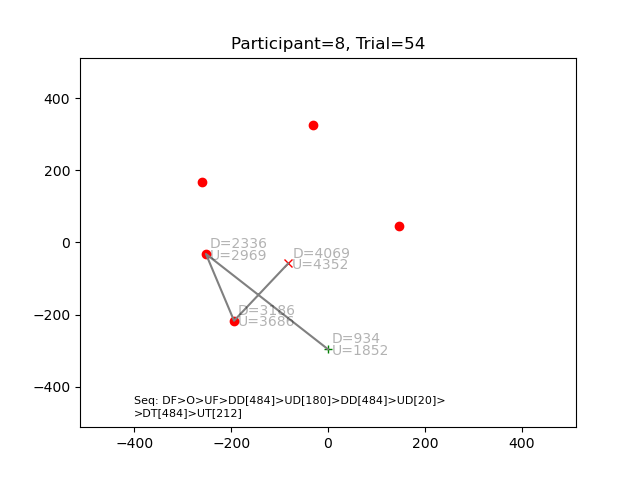 Participant=8, Trial=54
400
200
0
−200
−400
D=2336
U=2969
D=4069
U=4352
D=3186
U=3686
D=934
U=1852
Seq: DF>O>UF>DD[484]>UD[180]>DD[484]>UD[20]>
>DT[484]>UT[212]
−400
−200
0
200
400